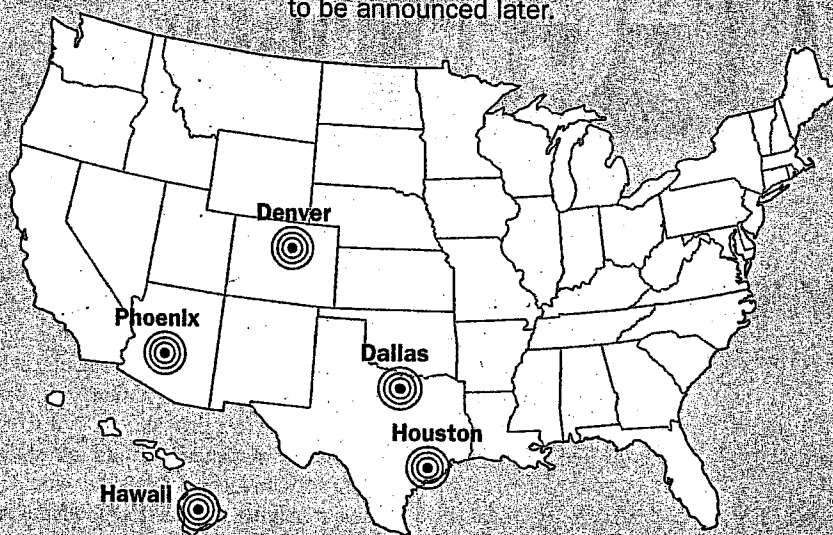 to be announced later.
Denver
Phoenix
Dallas
Houston
Hawaii